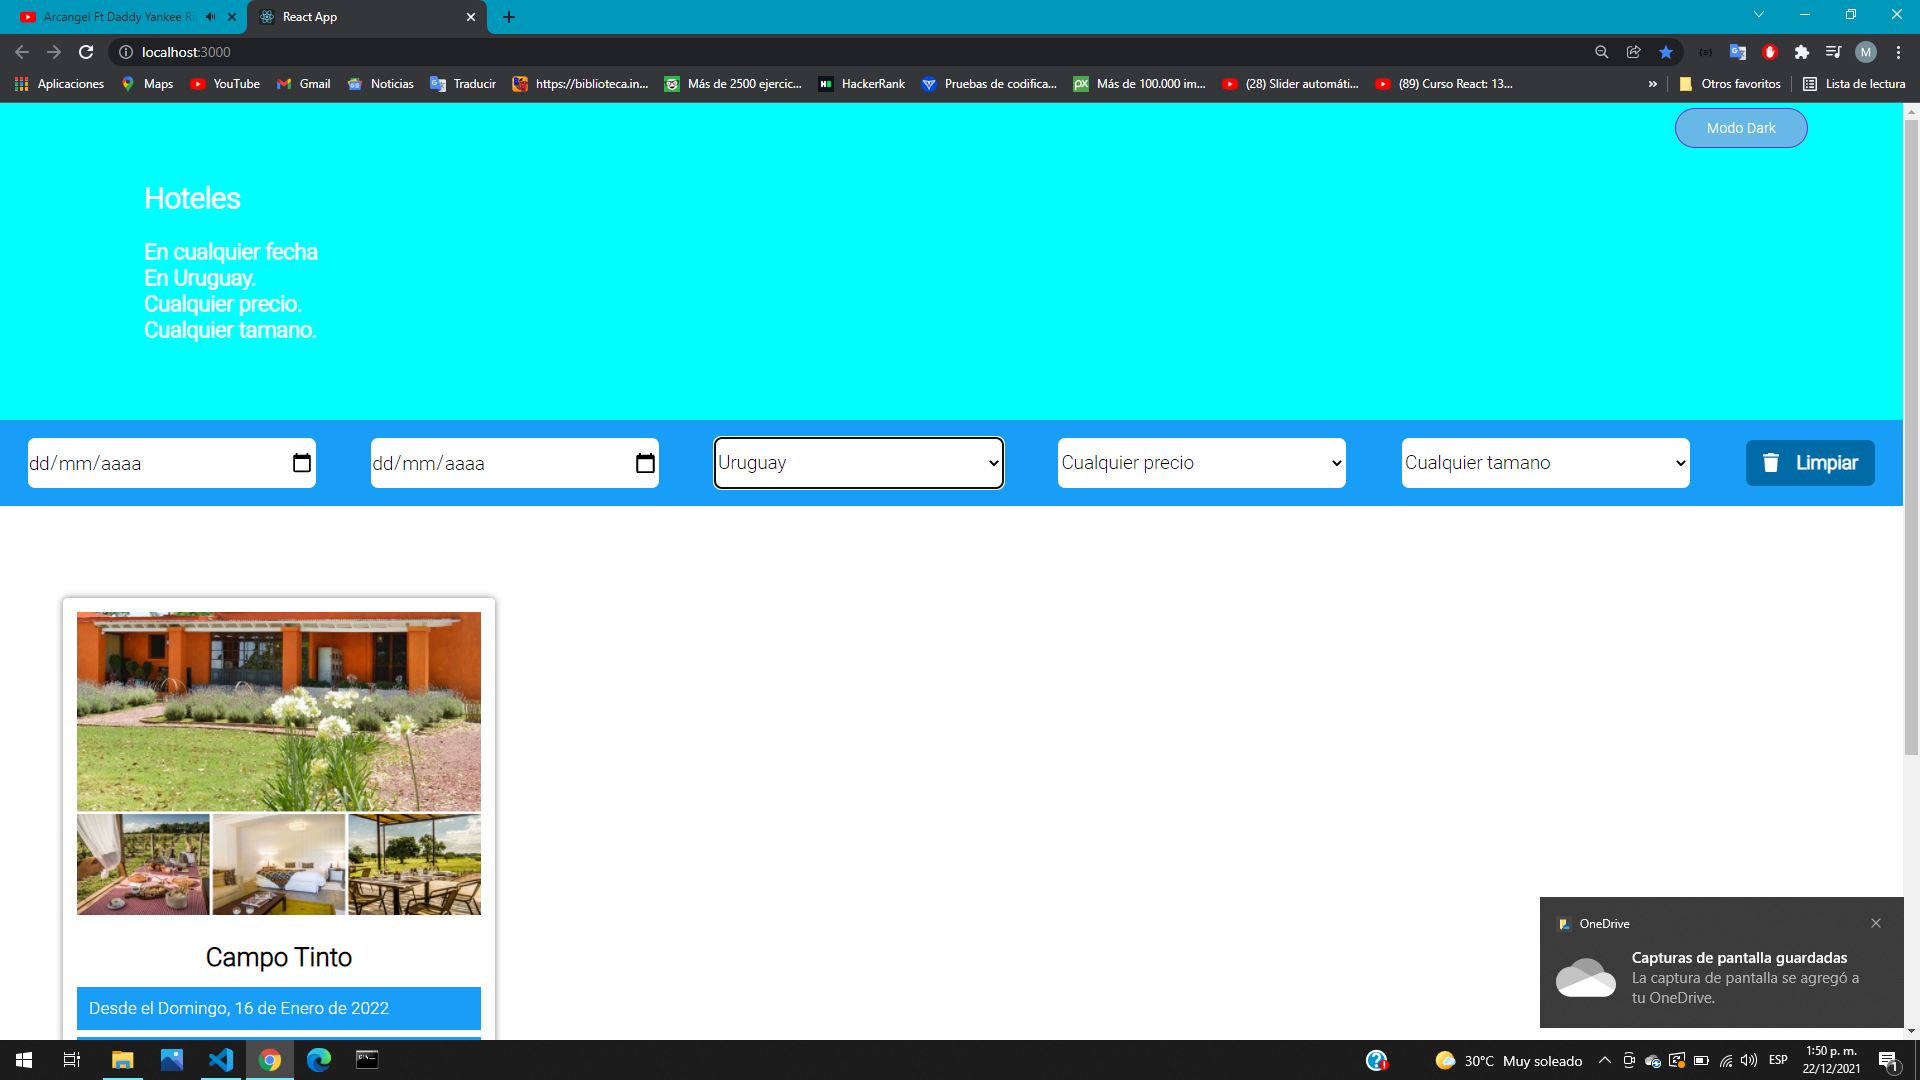 Arcangel Ft Daddy Yankee R
React App
localhost:3000
Aplicaciones
Maps
YouTube
Gmail
Noticias
Traducir
https://biblioteca.in...
Más de 2500 ejercic...
HackerRank
Pruebas de codifica...
Más de 100.000 im...
(28) Slider automáti...
(89) Curso React: 13...
»
Otros favoritos
Lista de lectura
Modo Dark
Hoteles
En cualquier fecha
En Uruguay.
Cualquier precio.
Cualquier tamano.
dd/mm/aaaa
dd/mm/aaaa
Uruguay
Cualquier precio
Cualquier tamano
Limpiar
Campo Tinto
Desde el Domingo, 16 de Enero de 2022
OneDrive
Capturas de pantalla guardadas
La captura de pantalla se agregó a
tu OneDrive.
30°C Muy soleado
ESP
1:50 p. m.
22/12/2021
1